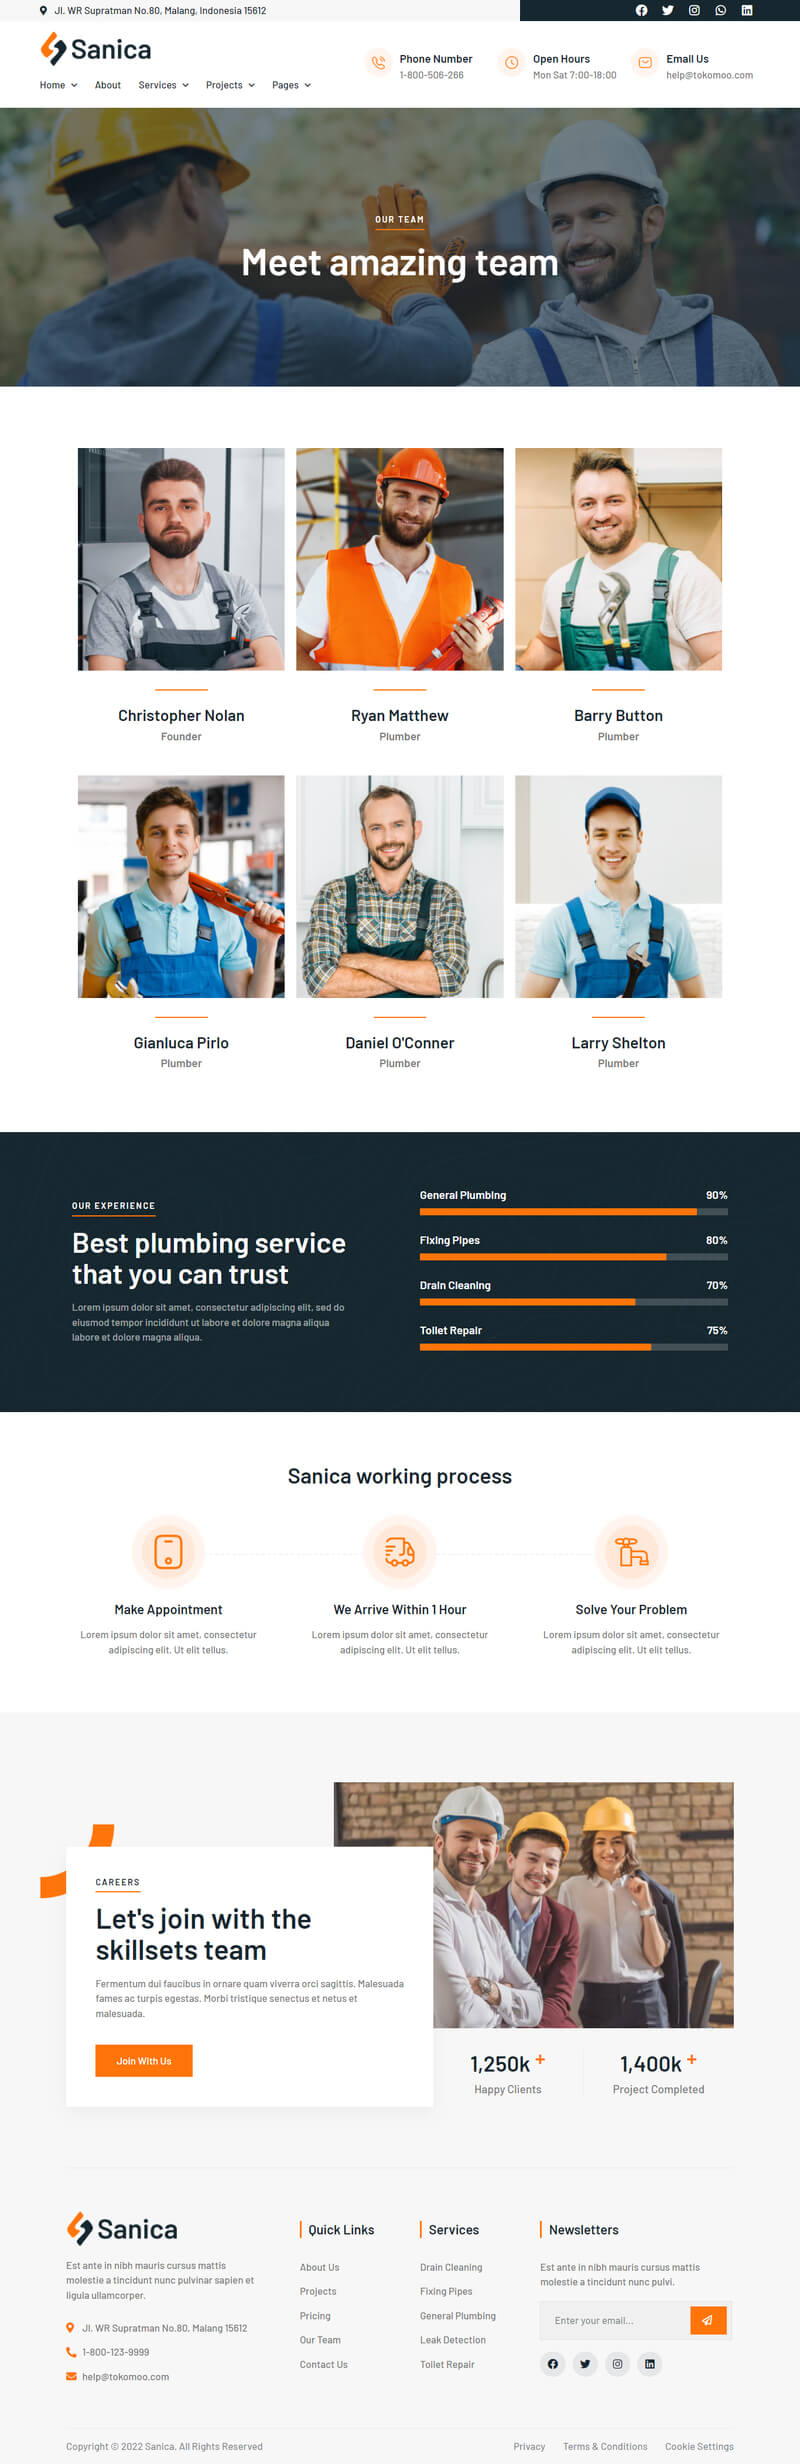 Jl. WR Supratman No.80, Malang, Indonesia 15612
Sanica
Home About Services Projects Pages
Phone Number
1-800-506-266
Open Hours
Mon Sat 7:00-18:00
Email Us
help@tokomoo.com
OUR TEAM
Meet amazing team
Christopher Nolan
Founder
Ryan Matthew
Plumber
Barry Button
Plumber
Gianluca Pirlo
Plumber
Daniel O'Conner
Plumber
Larry Shelton
Plumber
OUR EXPERIENCE
Best plumbing service
that you can trust
Lorem ipsum dolor sit amet, consectetur adipiscing elit, sed do
eiusmod tempor incididunt ut labore et dolore magna aliqua
labore et dolore magna aliqua.
General Plumbing 90%
Fixing Pipes 80%
Drain Cleaning 70%
Toilet Repair 75%
Sanica working process
Make Appointment
Lorem ipsum dolor sit amet, consectetur
adipiscing elit. Ut elit tellus.
We Arrive Within 1 Hour
Lorem ipsum dolor sit amet, consectetur
adipiscing elit. Ut elit tellus.
Solve Your Problem
Lorem ipsum dolor sit amet, consectetur
adipiscing elit. Ut elit tellus.
CAREERS
Let's join with the
skillsets team
Fermentum dui faucibus in ornare quam viverra orci sagittis. Malesuada
fames ac turpis egestas. Morbi tristique senectus et netus et
malesuada.
Join With Us
1,250k +
Happy Clients
1,400k +
Project Completed
Sanica
Est ante in nibh mauris cursus mattis
molestie a tincidunt nunc pulvinar sapien et
ligula ullamcorper.
Jl. WR Supratman No.80, Malang 15612
1-800-123-9999
help@tokomoo.com
Quick Links
About Us
Projects
Pricing
Our Team
Contact Us
Services
Drain Cleaning
Fixing Pipes
General Plumbing
Leak Detection
Toilet Repair
Newsletters
Est ante in nibh mauris cursus mattis
molestie a tincidunt nunc pulvi.
Enter your email...
Copyright © 2022 Sanica, All Rights Reserved
Privacy Terms & Conditions Cookie Settings